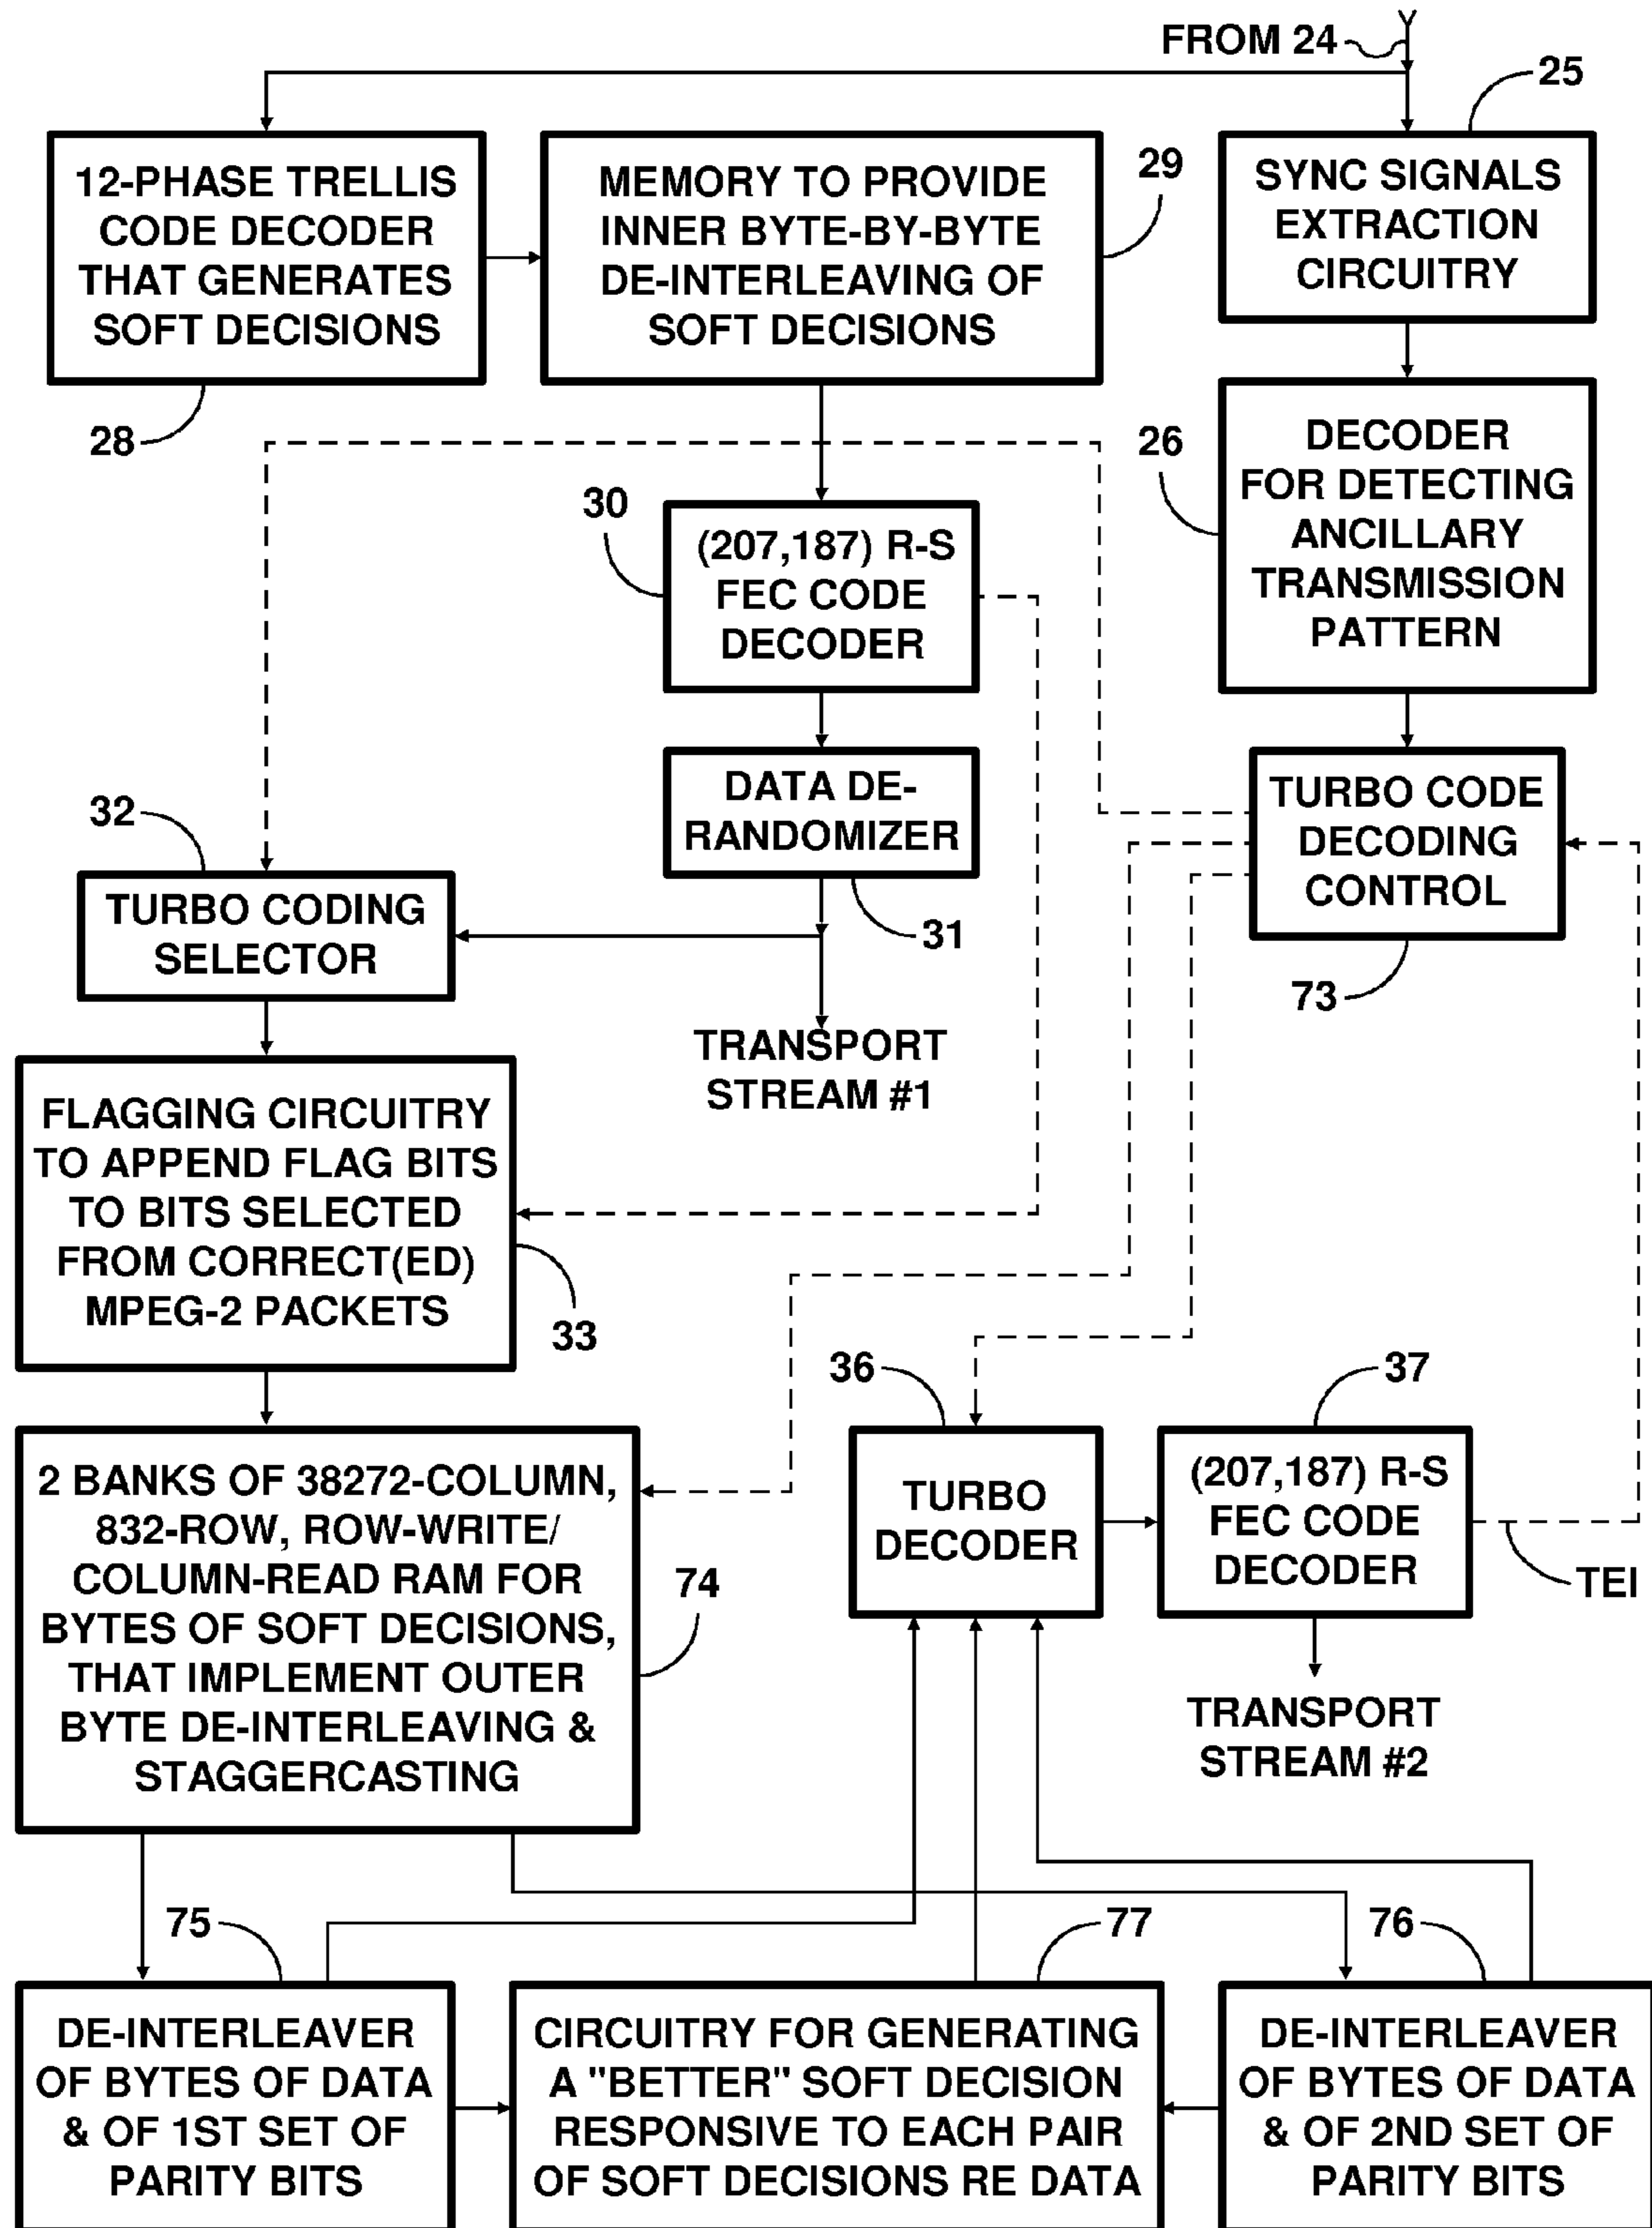 FROM 24
25
12-PHASE TRELLIS
CODE DECODER
THAT GENERATES
SOFT DECISIONS
28
MEMORY TO PROVIDE
INNER BYTE-BY-BYTE
DE-INTERLEAVING OF
SOFT DECISIONS
29
SYNC SIGNALS
EXTRACTION
CIRCUITRY
26
DECODER
FOR DETECTING
ANCILLARY
TRANSMISSION
PATTERN
30
(207,187) R-S
FEC CODE
DECODER
DATA DE-
RANDOMIZER
31
TURBO CODE
DECODING
CONTROL
73
32
TURBO CODING
SELECTOR
TRANSPORT
STREAM #1
FLAGGING CIRCUITRY
TO APPEND FLAG BITS
TO BITS SELECTED
FROM CORRECT(ED)
MPEG-2 PACKETS
33
36
37
2 BANKS OF 38272-COLUMN,
832-ROW, ROW-WRITE/
COLUMN-READ RAM FOR
BYTES OF SOFT DECISIONS,
THAT IMPLEMENT OUTER
BYTE DE-INTERLEAVING &
STAGGERCASTING
74
TURBO
DECODER
(207,187) R-S
FEC CODE
DECODER
TEI
TRANSPORT
STREAM #2
75
77
76
DE-INTERLEAVER
OF BYTES OF DATA
& OF 1ST SET OF
PARITY BITS
CIRCUITRY FOR GENERATING
A "BETTER" SOFT DECISION
RESPONSIVE TO EACH PAIR
OF SOFT DECISIONS RE DATA
DE-INTERLEAVER
OF BYTES OF DATA
& OF 2ND SET OF
PARITY BITS